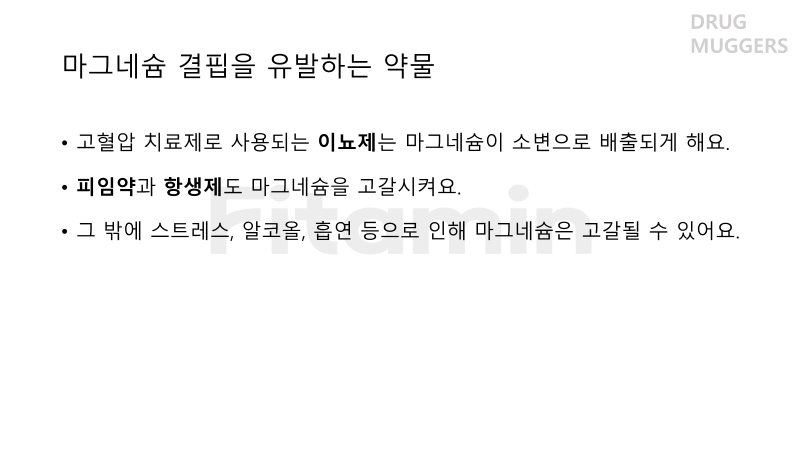 DRUG
MUGGERS
마그네슘 결핍을 유발하는 약물
• 고혈압 치료제로 사용되는 이뇨제는 마그네슘이 소변으로 배출되게 해요.
• 피임약과 항생제도 마그네슘을 고갈시켜요.
• 그 밖에 스트레스, 알코올, 흡연 등으로 인해 마그네슘은 고갈될 수 있어요.
Fitamin